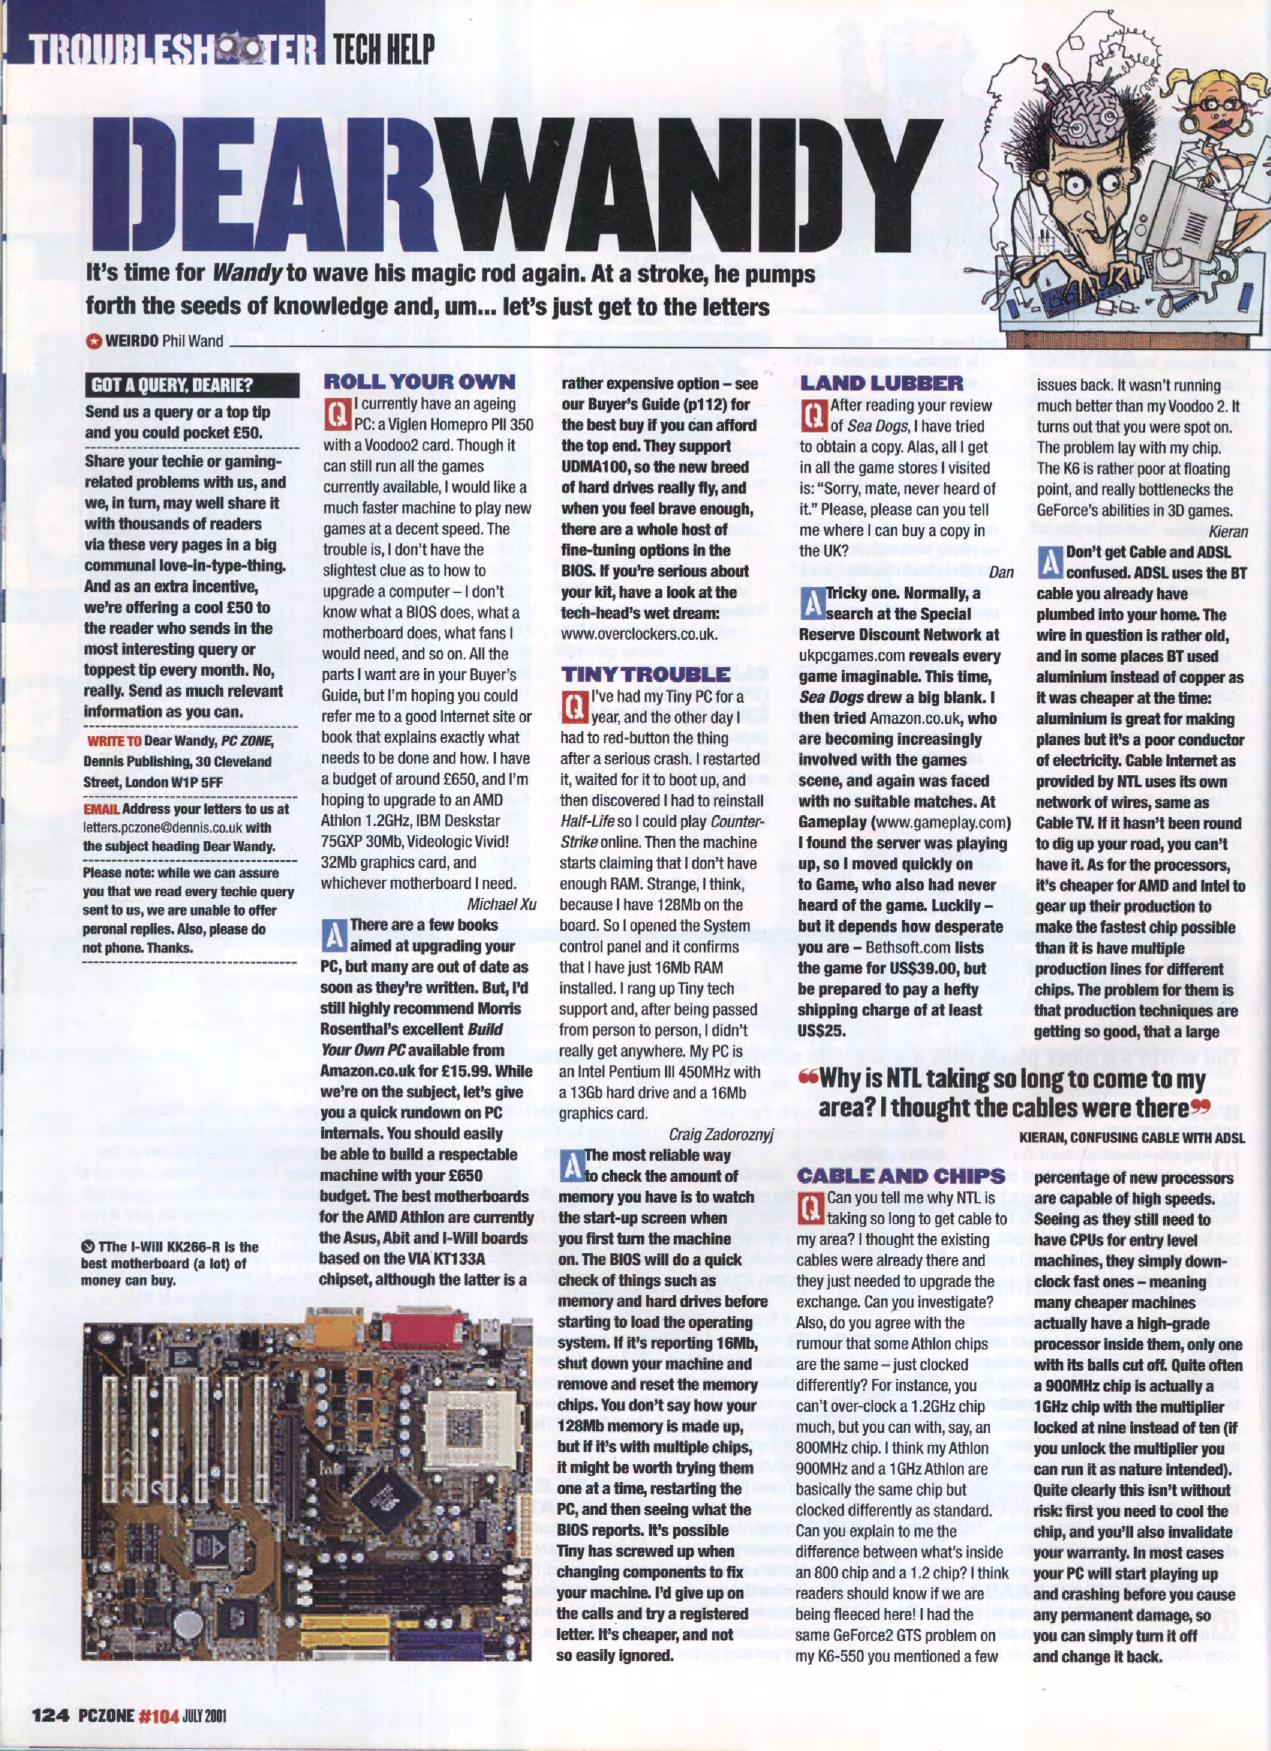 TROUBLESHOOTER TECH HELP
DEAR WANDY
It's time for Wandy to wave his magic rod again. At a stroke, he pumps
forth the seeds of knowledge and, um... let's just get to the letters
WEIRDO Phil Wand
GOT A QUERY, DEARIE?
Send us a query or a top tip
and you could pocket £50.
Share your techie or gaming-
related problems with us, and
we, in turn, may well share it
with thousands of readers
via these very pages in a big
communal love-in-type-thing.
And as an extra incentive,
we're offering a cool £50 to
the reader who sends in the
most interesting query or
toppest tip every month. No,
really. Send as much relevant
information as you can.
WRITE TO Dear Wandy, PC ZONE,
Dennis Publishing, 30 Cleveland
Street, London W1P 5FF
EMAIL Address your letters to us at
letters.pczone@dennis.co.uk with
the subject heading Dear Wandy.
Please note: while we can assure
you that we read every techie query
sent to us, we are unable to offer
peronal replies. Also, please do
not phone. Thanks.
TThe I-Will KK266-R is the
best motherboard (a lot) of
money can buy.
ROLL YOUR OWN
Q I currently have an ageing
PC: a Viglen Homepro PII 350
with a Voodoo2 card. Though it
can still run all the games
currently available, I would like a
much faster machine to play new
games at a decent speed. The
trouble is, I don't have the
slightest clue as to how to
upgrade a computer – I don't
know what a BIOS does, what a
motherboard does, what fans I
would need, and so on. All the
parts I want are in your Buyer's
Guide, but I'm hoping you could
refer me to a good Internet site or
book that explains exactly what
needs to be done and how. I have
a budget of around £650, and I'm
hoping to upgrade to an AMD
Athlon 1.2GHz, IBM Deskstar
75GXP 30Mb, Videologic Vivid!
32Mb graphics card, and
whichever motherboard I need.
Michael Xu
A There are a few books
aimed at upgrading your
PC, but many are out of date as
soon as they're written. But, I'd
still highly recommend Morris
Rosenthal's excellent Build
Your Own PC available from
Amazon.co.uk for £15.99. While
we're on the subject, let's give
you a quick rundown on PC
internals. You should easily
be able to build a respectable
machine with your £650
budget. The best motherboards
for the AMD Athlon are currently
the Asus, Abit and I-Will boards
based on the VIA KT133A
chipset, although the latter is a
rather expensive option – see
our Buyer's Guide (p112) for
the best buy if you can afford
the top end. They support
UDMA100, so the new breed
of hard drives really fly, and
when you feel brave enough,
there are a whole host of
fine-tuning options in the
BIOS. If you're serious about
your kit, have a look at the
tech-head's wet dream:
www.overclockers.co.uk.
TINY TROUBLE
Q I've had my Tiny PC for a
year, and the other day I
had to red-button the thing
after a serious crash. I restarted
it, waited for it to boot up, and
then discovered I had to reinstall
Half-Life so I could play Counter-
Strike online. Then the machine
starts claiming that I don't have
enough RAM. Strange, I think,
because I have 128Mb on the
board. So I opened the System
control panel and it confirms
that I have just 16Mb RAM
installed. I rang up Tiny tech
support and, after being passed
from person to person, I didn't
really get anywhere. My PC is
an Intel Pentium III 450MHz with
a 13Gb hard drive and a 16Mb
graphics card.
Craig Zadoroznyj
A The most reliable way
to check the amount of
memory you have is to watch
the start-up screen when
you first turn the machine
on. The BIOS will do a quick
check of things such as
memory and hard drives before
starting to load the operating
system. If it's reporting 16Mb,
shut down your machine and
remove and reset the memory
chips. You don't say how your
128Mb memory is made up,
but if it's with multiple chips,
it might be worth trying them
one at a time, restarting the
PC, and then seeing what the
BIOS reports. It's possible
Tiny has screwed up when
changing components to fix
your machine. I'd give up on
the calls and try a registered
letter. It's cheaper, and not
so easily ignored.
LAND LUBBER
Q After reading your review
of Sea Dogs, I have tried
to obtain a copy. Alas, all I get
in all the game stores I visited
is: “Sorry, mate, never heard of
it.” Please, please can you tell
me where I can buy a copy in
the UK?
Dan
A Tricky one. Normally, a
search at the Special
Reserve Discount Network at
ukpcgames.com reveals every
game imaginable. This time,
Sea Dogs drew a big blank. I
then tried Amazon.co.uk, who
are becoming increasingly
involved with the games
scene, and again was faced
with no suitable matches. At
Gameplay (www.gameplay.com)
I found the server was playing
up, so I moved quickly on
to Game, who also had never
heard of the game. Luckily –
but it depends how desperate
you are – Bethsoft.com lists
the game for US$39.00, but
be prepared to pay a hefty
shipping charge of at least
US$25.
“Why is NTL taking so long to come to my
area? I thought the cables were there”
KIERAN, CONFUSING CABLE WITH ADSL
CABLE AND CHIPS
Q Can you tell me why NTL is
taking so long to get cable to
my area? I thought the existing
cables were already there and
they just needed to upgrade the
exchange. Can you investigate?
Also, do you agree with the
rumour that some Athlon chips
are the same – just clocked
differently? For instance, you
can't over-clock a 1.2GHz chip
much, but you can with, say, an
800MHz chip. I think my Athlon
900MHz and a 1GHz Athlon are
basically the same chip but
clocked differently as standard.
Can you explain to me the
difference between what's inside
an 800 chip and a 1.2 chip? I think
readers should know if we are
being fleeced here! I had the
same GeForce2 GTS problem on
my K6-550 you mentioned a few
issues back. It wasn't running
much better than my Voodoo 2. It
turns out that you were spot on.
The problem lay with my chip.
The K6 is rather poor at floating
point, and really bottlenecks the
GeForce's abilities in 3D games.
Kieran
A Don't get Cable and ADSL
confused. ADSL uses the BT
cable you already have
plumbed into your home. The
wire in question is rather old,
and in some places BT used
aluminium instead of copper as
it was cheaper at the time:
aluminium is great for making
planes but it's a poor conductor
of electricity. Cable Internet as
provided by NTL uses its own
network of wires, same as
Cable TV. If it hasn't been round
to dig up your road, you can't
have it. As for the processors,
it's cheaper for AMD and Intel to
gear up their production to
make the fastest chip possible
than it is have multiple
production lines for different
chips. The problem for them is
that production techniques are
getting so good, that a large
percentage of new processors
are capable of high speeds.
Seeing as they still need to
have CPUs for entry level
machines, they simply down-
clock fast ones – meaning
many cheaper machines
actually have a high-grade
processor inside them, only one
with its balls cut off. Quite often
a 900MHz chip is actually a
1GHz chip with the multiplier
locked at nine instead of ten (if
you unlock the multiplier you
can run it as nature intended).
Quite clearly this isn't without
risk: first you need to cool the
chip, and you'll also invalidate
your warranty. In most cases
your PC will start playing up
and crashing before you cause
any permanent damage, so
you can simply turn it off
and change it back.
124 PCZONE #104 JULY 2001